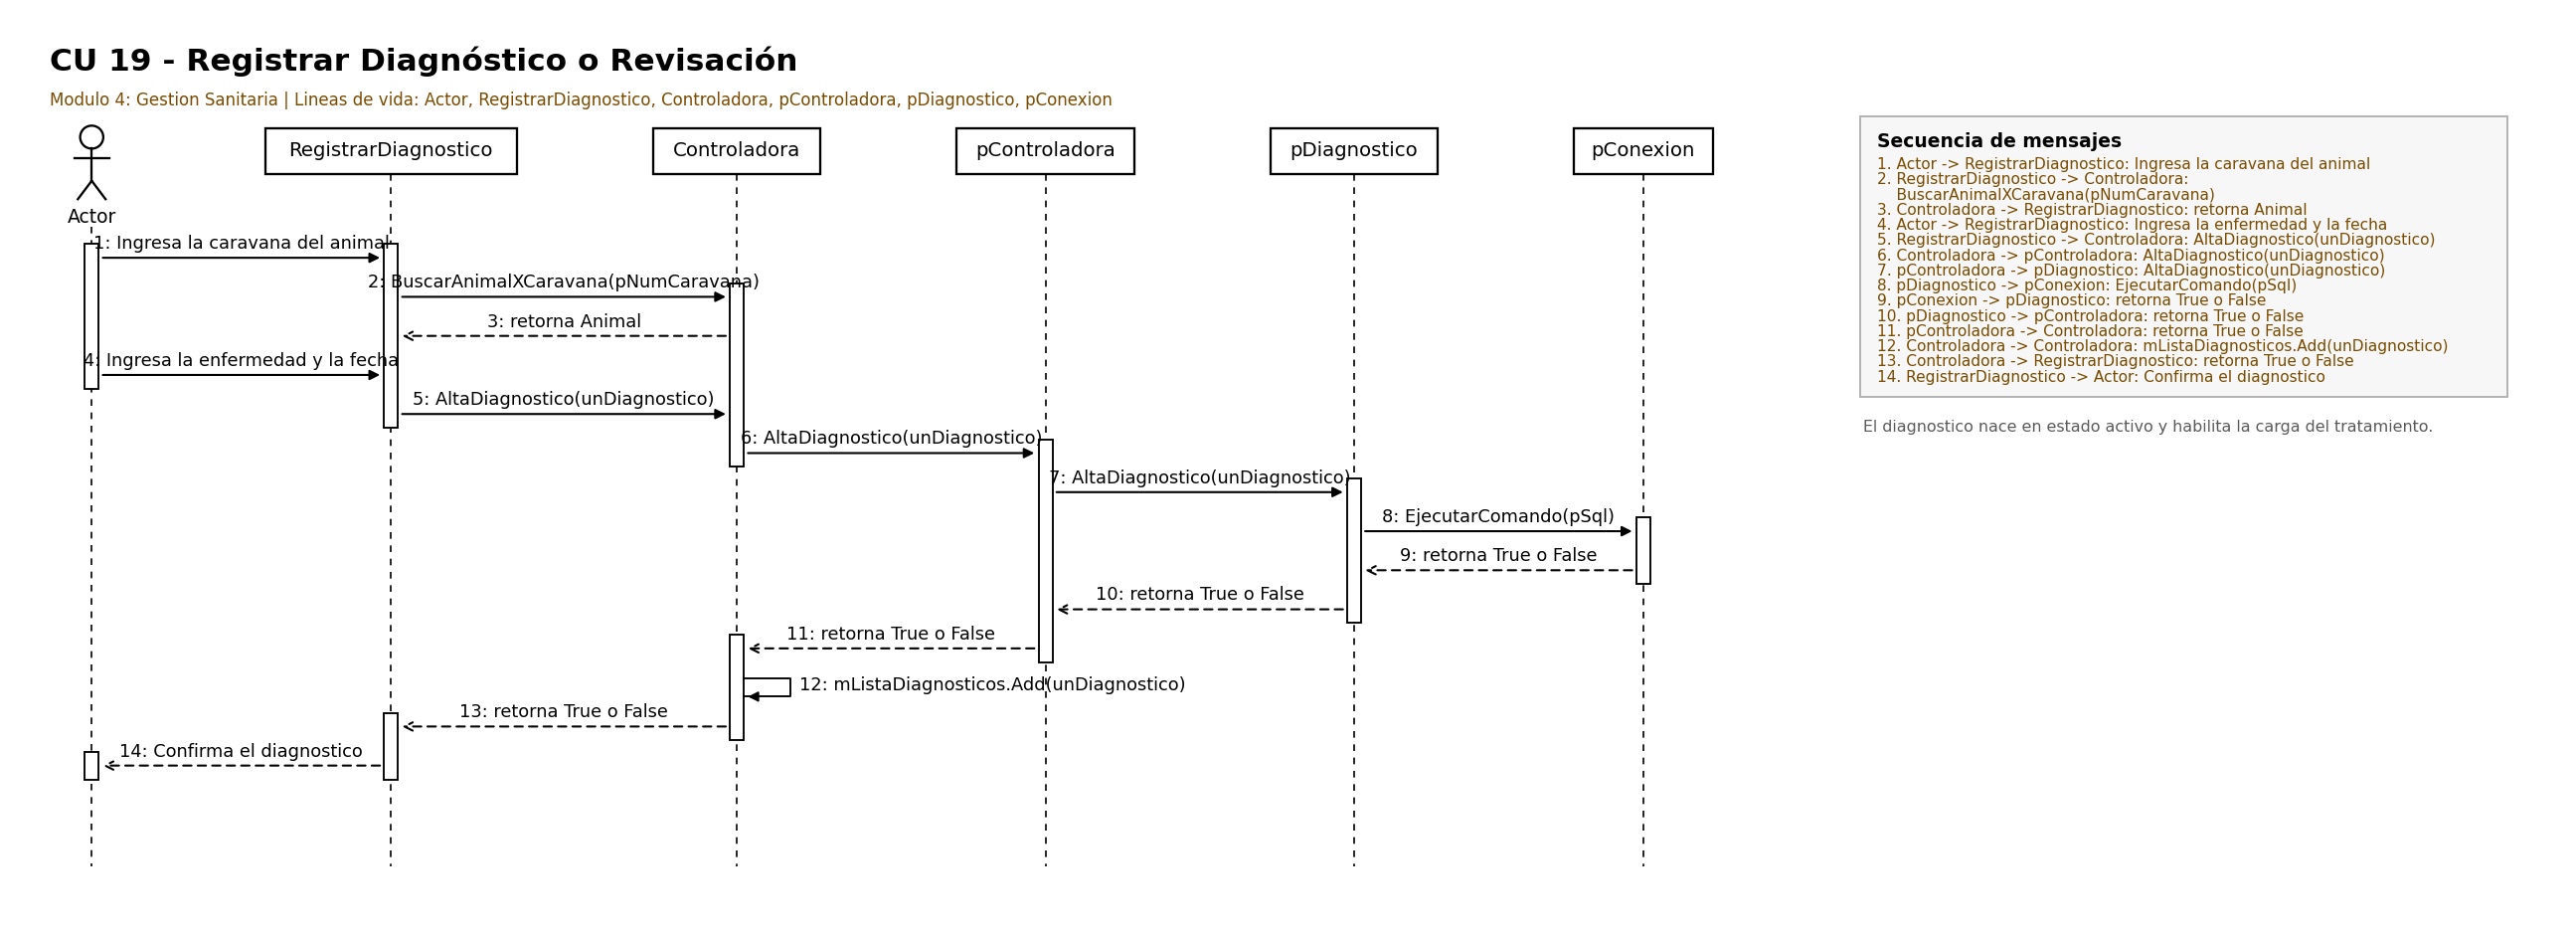 CU 19 - Registrar Diagnóstico o Revisación
Modulo 4: Gestion Sanitaria | Lineas de vida: Actor, RegistrarDiagnostico, Controladora, pControladora, pDiagnostico, pConexion
Actor
RegistrarDiagnostico
Controladora
pControladora
pDiagnostico
pConexion
1: Ingresa la caravana del animal
2: BuscarAnimalXCaravana(pNumCaravana)
3: retorna Animal
4: Ingresa la enfermedad y la fecha
5: AltaDiagnostico(unDiagnostico)
6: AltaDiagnostico(unDiagnostico)
7: AltaDiagnostico(unDiagnostico)
8: EjecutarComando(pSql)
9: retorna True o False
10: retorna True o False
11: retorna True o False
12: mListaDiagnosticos.Add(unDiagnostico)
13: retorna True o False
14: Confirma el diagnostico
Secuencia de mensajes
1. Actor -> RegistrarDiagnostico: Ingresa la caravana del animal
2. RegistrarDiagnostico -> Controladora:
BuscarAnimalXCaravana(pNumCaravana)
3. Controladora -> RegistrarDiagnostico: retorna Animal
4. Actor -> RegistrarDiagnostico: Ingresa la enfermedad y la fecha
5. RegistrarDiagnostico -> Controladora: AltaDiagnostico(unDiagnostico)
6. Controladora -> pControladora: AltaDiagnostico(unDiagnostico)
7. pControladora -> pDiagnostico: AltaDiagnostico(unDiagnostico)
8. pDiagnostico -> pConexion: EjecutarComando(pSql)
9. pConexion -> pDiagnostico: retorna True o False
10. pDiagnostico -> pControladora: retorna True o False
11. pControladora -> Controladora: retorna True o False
12. Controladora -> Controladora: mListaDiagnosticos.Add(unDiagnostico)
13. Controladora -> RegistrarDiagnostico: retorna True o False
14. RegistrarDiagnostico -> Actor: Confirma el diagnostico
El diagnostico nace en estado activo y habilita la carga del tratamiento.